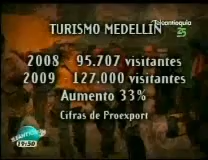 Teleantioquia
25
TURISMO MEDELLÍN
2008 95.707 visitantes
2009 127.000 visitantes
Aumento 33%
Cifras de Proexport
19:50